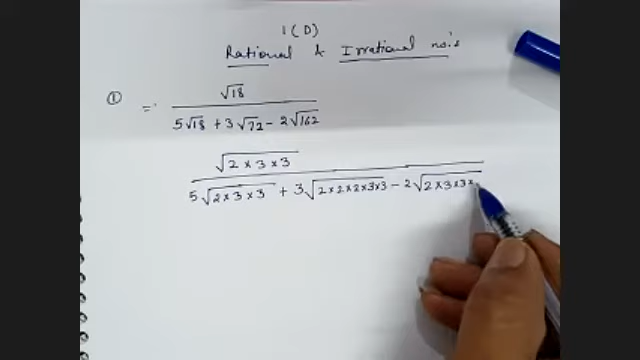 1(D)
Rational & Irrational no.'s
① =: √18 / 5√18 + 3√72 - 2√162
√2×3×3 / 5√2×3×3 + 3√2×2×2×3×3 - 2√2×3×3×